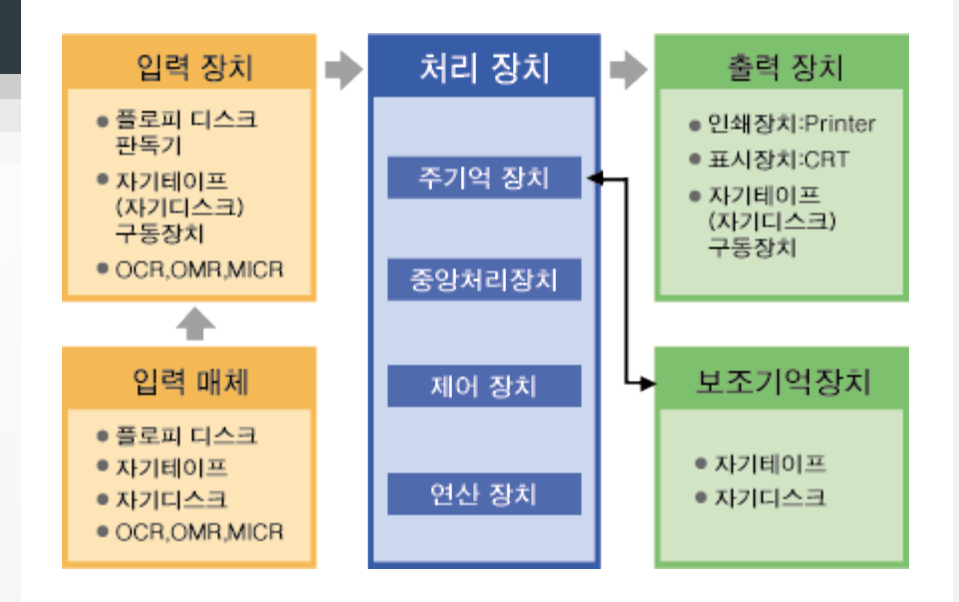 입력 장치
플로피 디스크
판독기
자기테이프
(자기디스크)
구동장치
OCR,OMR,MICR
입력 매체
플로피 디스크
자기테이프
자기디스크
OCR,OMR,MICR
처리 장치
주기억 장치
중앙처리장치
제어 장치
연산 장치
출력 장치
인쇄장치:Printer
표시장치:CRT
자기테이프
(자기디스크)
구동장치
보조기억장치
자기테이프
자기디스크